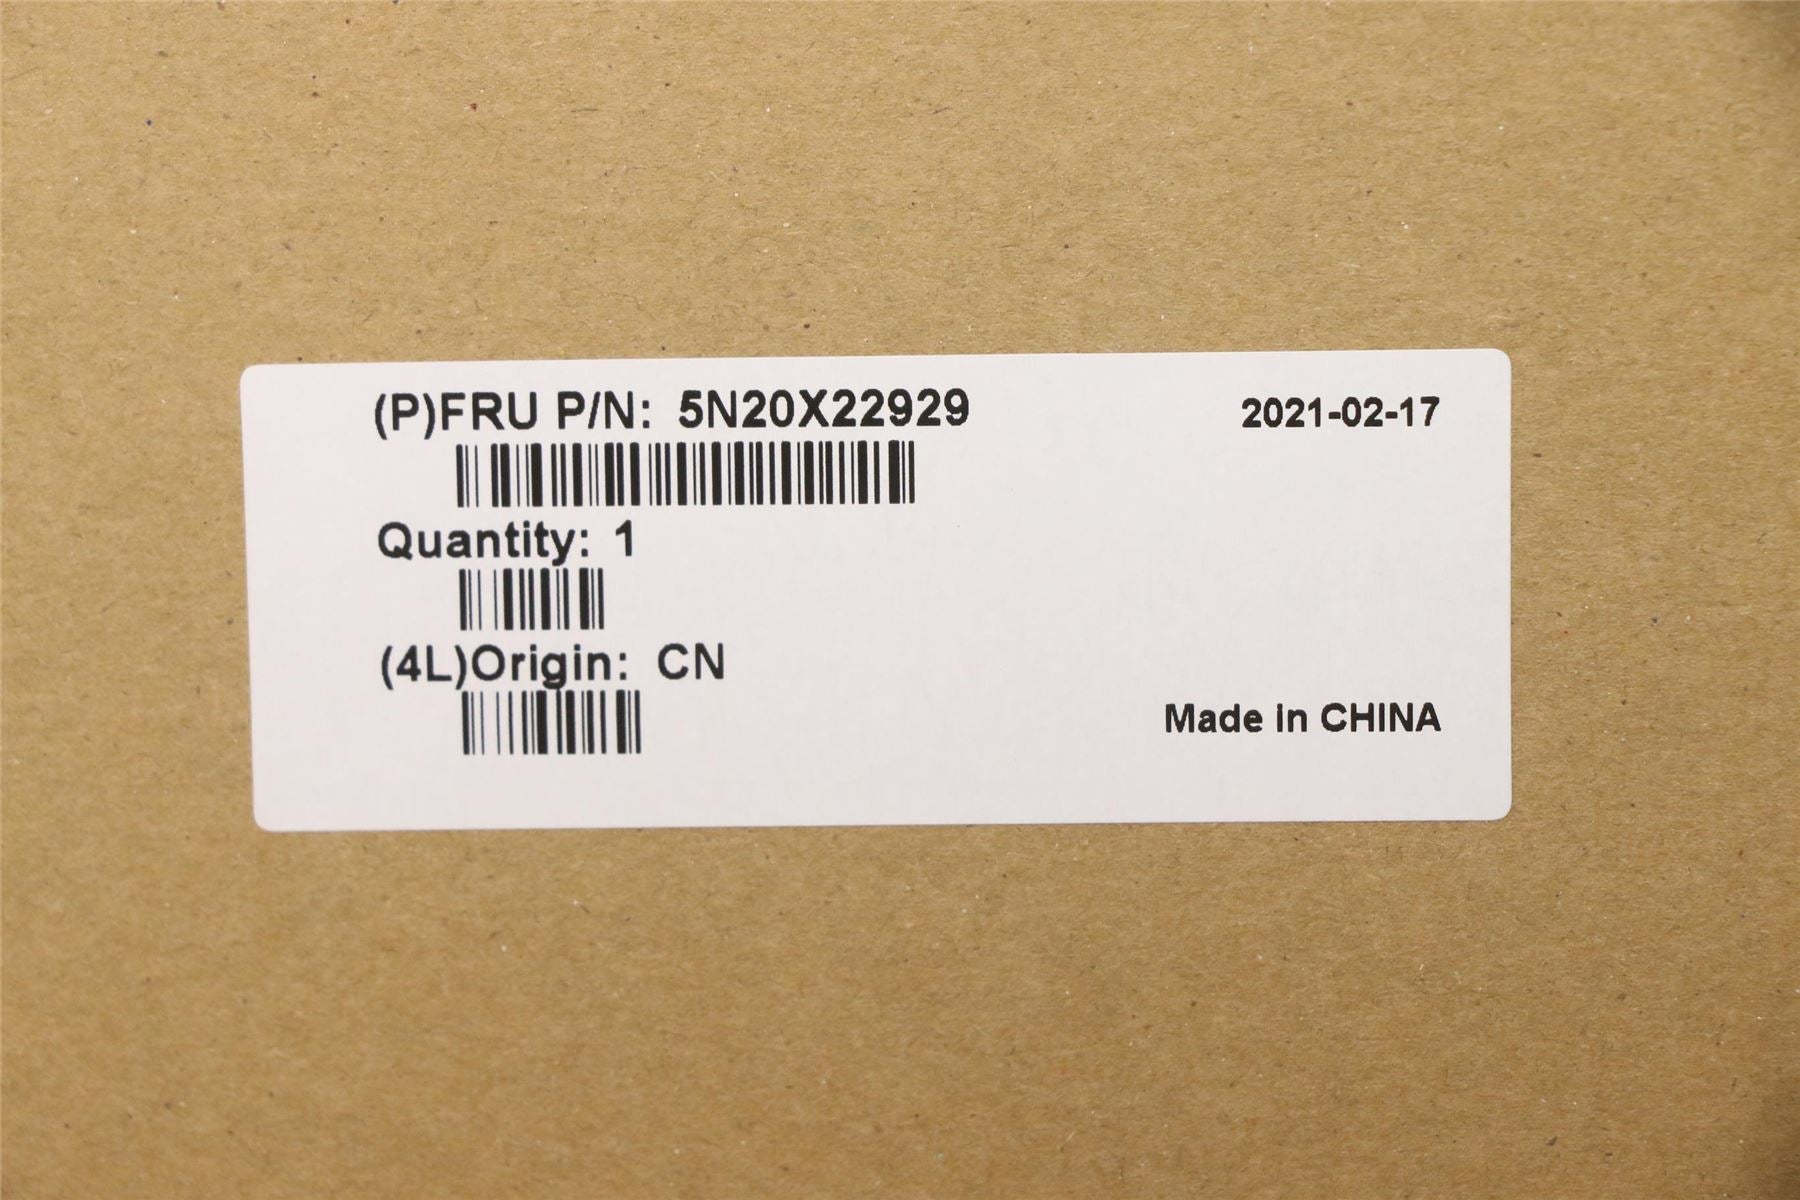 (P)FRU P/N: 5N20X22929
2021-02-17
Quantity: 1
(4L)Origin: CN
Made in CHINA